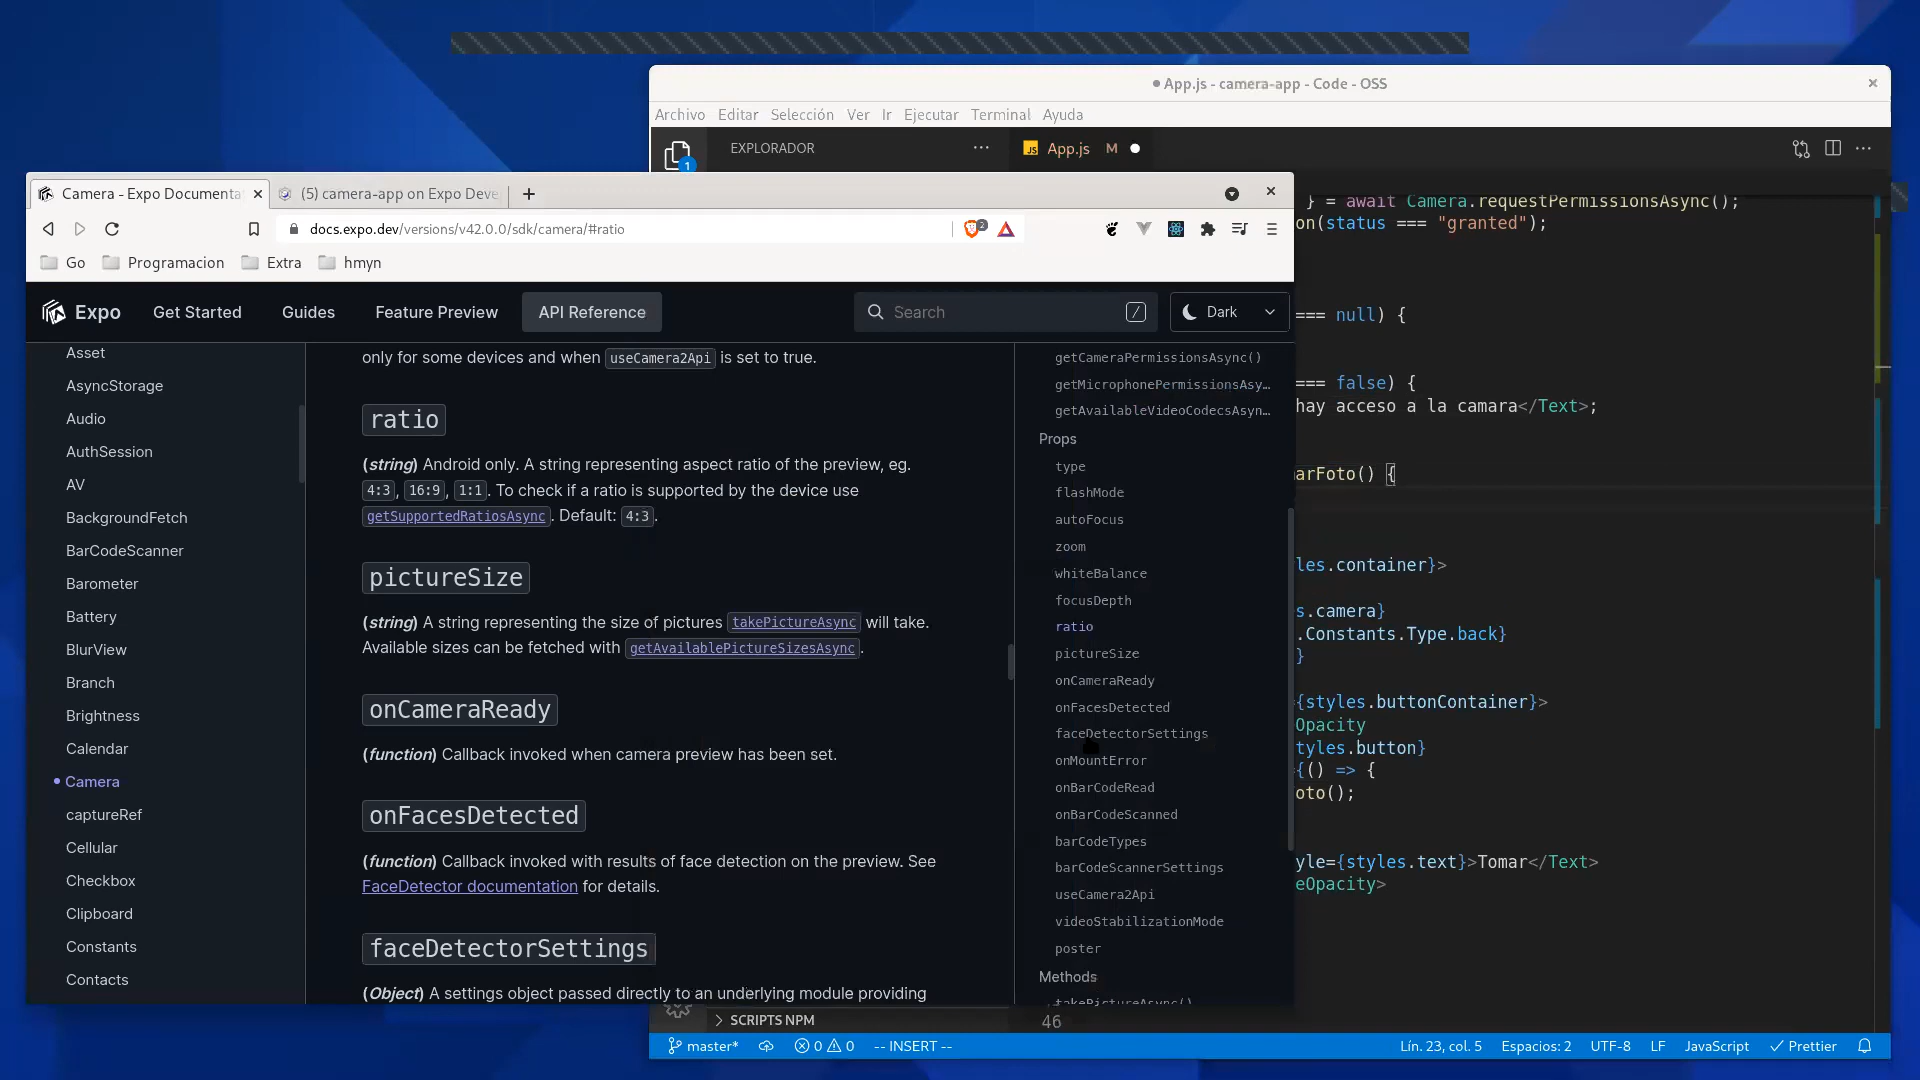 App.js - camera-app - Code - OSS
Archivo Editar Selección Ver Ir Ejecutar Terminal Ayuda
1
EXPLORADOR
JS App.js M
Camera - Expo Documenta
(5) camera-app on Expo Deve
docs.expo.dev/versions/v42.0.0/sdk/camera/#ratio
2
Go Programacion Extra hmyn
Expo Get Started Guides Feature Preview API Reference
Search /
Dark
Asset
AsyncStorage
Audio
AuthSession
AV
BackgroundFetch
BarCodeScanner
Barometer
Battery
BlurView
Branch
Brightness
Calendar
Camera
captureRef
Cellular
Checkbox
Clipboard
Constants
Contacts
only for some devices and when useCamera2Api is set to true.
ratio
(string) Android only. A string representing aspect ratio of the preview, eg.
4:3, 16:9, 1:1. To check if a ratio is supported by the device use
getSupportedRatiosAsync. Default: 4:3.
pictureSize
(string) A string representing the size of pictures takePictureAsync will take.
Available sizes can be fetched with getAvailablePictureSizesAsync.
onCameraReady
(function) Callback invoked when camera preview has been set.
onFacesDetected
(function) Callback invoked with results of face detection on the preview. See
FaceDetector documentation for details.
faceDetectorSettings
(Object) A settings object passed directly to an underlying module providing
getCameraPermissionsAsync()
getMicrophonePermissionsAsy…
getAvailableVideoCodecsAsyn…
Props
type
flashMode
autoFocus
zoom
whiteBalance
focusDepth
ratio
pictureSize
onCameraReady
onFacesDetected
faceDetectorSettings
onMountError
onBarCodeRead
onBarCodeScanned
barCodeTypes
barCodeScannerSettings
useCamera2Api
videoStabilizationMode
poster
Methods
takePictureAsync()
} = await Camera.requestPermissionsAsync();
on(status === "granted");
=== null) {
=== false) {
hay acceso a la camara</Text>;
arFoto() {
les.container}>
s.camera}
.Constants.Type.back}
}
{styles.buttonContainer}>
Opacity
tyles.button}
{() => {
oto();
yle={styles.text}>Tomar</Text>
eOpacity>
46
SCRIPTS NPM
master* 0 0 -- INSERT -- Lín. 23, col. 5 Espacios: 2 UTF-8 LF JavaScript Prettier